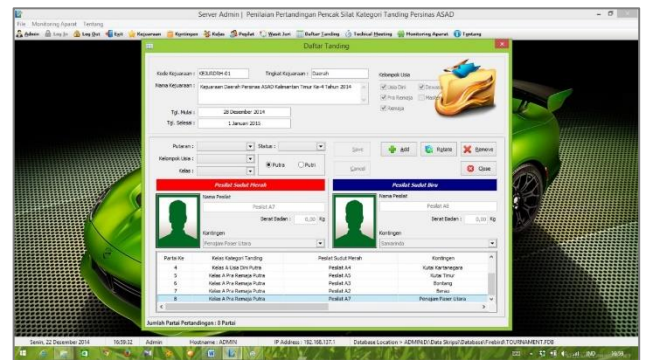 Server Admin | Penilaian Pertandingan Pencak Silat Kategori Tanding Persinas ASAD
File Monitoring Aparat Tentang
Admin Log In Log Out Exit Kejuaraan Kontingen Kelas Pesilat Wasit Juri Daftar Tanding Technical Meeting Monitoring Aparat Tentang
Daftar Tanding
Kode Kejuaraan : KEJURDRH-01 Tingkat Kejuaraan : Daerah Kelompok Usia
Nama Kejuaraan : Kejuaraan Daerah Persinas ASAD Kalimantan Timur Ke-4 Tahun 2014 Usia Dini Dewasa
Pra Remaja Master
Remaja
Tgl. Mulai : 28 Desember 2014
Tgl. Selesai : 1 Januari 2015
Putaran : Status : Save Add Update Remove
Kelompok Usia : Putra Putri
Kelas : Cancel Close
Pesilat Sudut Merah Pesilat Sudut Biru
Nama Pesilat Nama Pesilat
Pesilat A7
Berat Badan : 0,00 Kg Berat Badan : 0,00 Kg
Kontingen Kontingen
Penajam Paser Utara Samarinda
Partai Ke Kelas Kategori Tanding Pesilat Sudut Merah Kontingen
4 Kelas A Usia Dini Putra Pesilat A4 Kutai Kartanegara
5 Kelas A Pra Remaja Putra Pesilat A5 Kutai Timur
6 Kelas A Pra Remaja Putra Pesilat A3 Bontang
7 Kelas A Pra Remaja Putra Pesilat A2 Berau
8 Kelas A Pra Remaja Putra Pesilat A7 Penajam Paser Utara
Jumlah Partai Pertandingan : 8 Partai
Senin, 22 Desember 2014 16:59:32 Admin Hostname : ADMIN IP Address : 192.168.137.1 Database Location = ADMIN:D:\Data Skripsi\Database\Firebird\TOURNAMENT.FDB